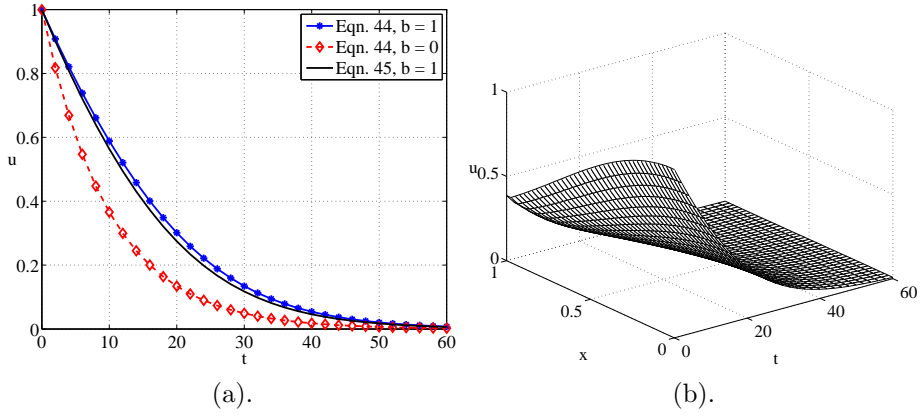 Eqn. 44, b = 1
Eqn. 44, b = 0
Eqn. 45, b = 1
1
0.8
0.6
0.4
0.2
0
u
0 10 20 30 40 50 60
t
(a).
1
0.5
0
u
1
0.5
0
x
0
20
40
60
t
(b).